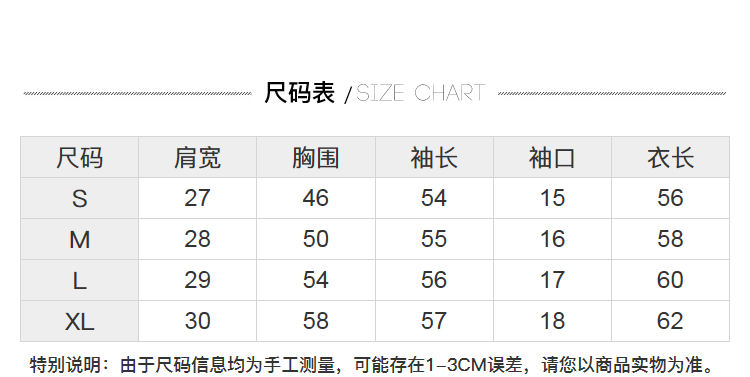 尺码表 /SIZE CHART
尺码 肩宽 胸围 袖长 袖口 衣长
S 27 46 54 15 56
M 28 50 55 16 58
L 29 54 56 17 60
XL 30 58 57 18 62
特别说明：由于尺码信息均为手工测量，可能存在1-3CM误差，请您以商品实物为准。